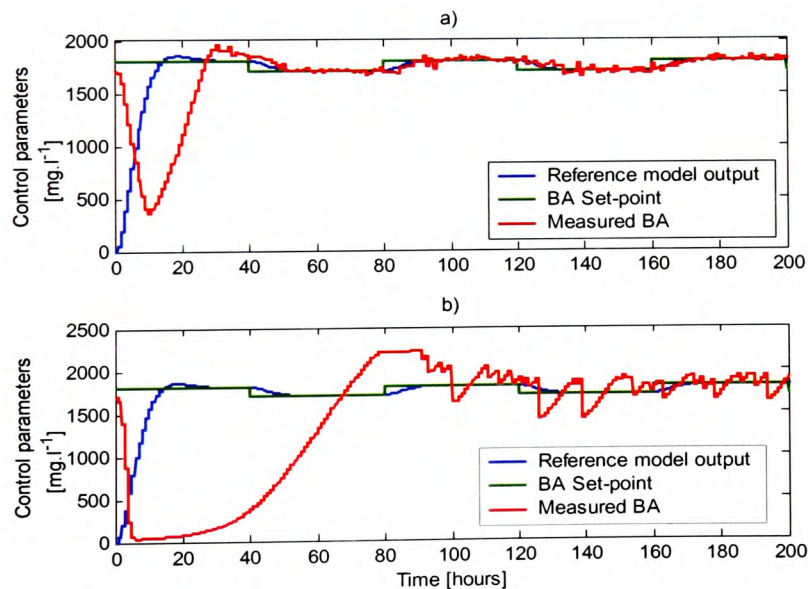 a)
Control parameters
[mg.l⁻¹]
2000
1500
1000
500
0
Reference model output
BA Set-point
Measured BA
0 20 40 60 80 100 120 140 160 180 200
b)
Control parameters
[mg.l⁻¹]
2500
2000
1500
1000
500
0
Reference model output
BA Set-point
Measured BA
0 20 40 60 80 100 120 140 160 180 200
Time [hours]